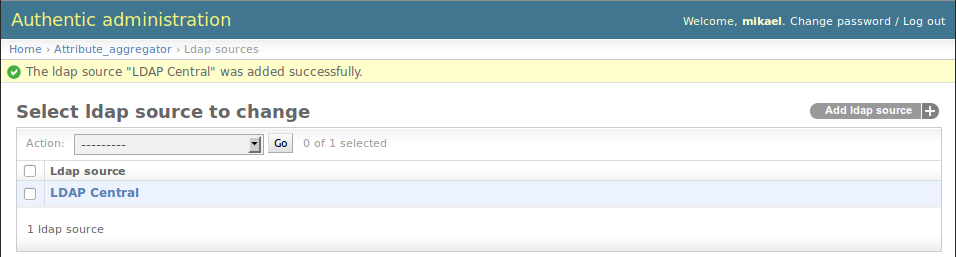 Authentic administration
Welcome, mikael. Change password / Log out
Home › Attribute_aggregator › Ldap sources
The ldap source "LDAP Central" was added successfully.
Select ldap source to change
Add ldap source
Action: --------- Go 0 of 1 selected
Ldap source
LDAP Central
1 ldap source